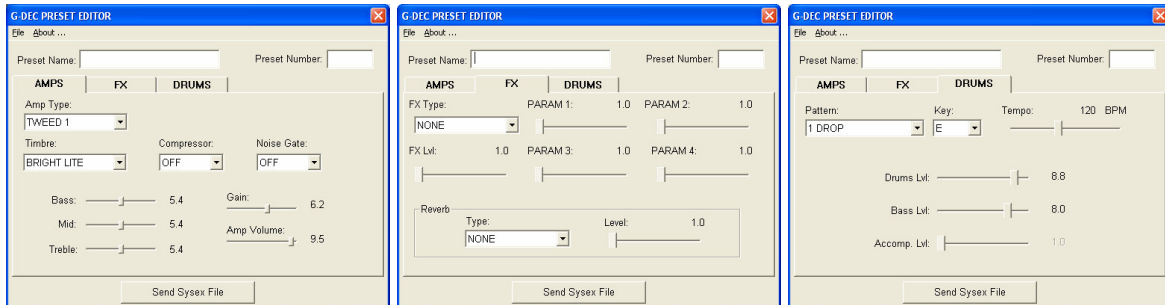 G-DEC PRESET EDITOR
File About ...
Preset Name: Preset Number:
AMPS FX DRUMS
Amp Type:
TWEED 1
Timbre: Compressor: Noise Gate:
BRIGHT LITE OFF OFF
Bass: 5.4 Gain: 6.2
Mid: 5.4 Amp Volume: 9.5
Treble: 5.4
Send Sysex File
G-DEC PRESET EDITOR
File About ...
Preset Name: Preset Number:
AMPS FX DRUMS
FX Type: PARAM 1: 1.0 PARAM 2: 1.0
NONE
FX Lvl: 1.0 PARAM 3: 1.0 PARAM 4: 1.0
Reverb
Type: Level: 1.0
NONE
Send Sysex File
G-DEC PRESET EDITOR
File About ...
Preset Name: Preset Number:
AMPS FX DRUMS
Pattern: Key: Tempo: 120 BPM
1 DROP E
Drums Lvl: 8.8
Bass Lvl: 8.0
Accomp. Lvl: 1.0
Send Sysex File